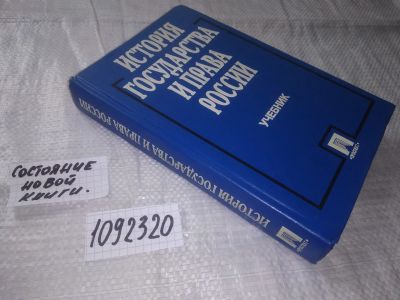 ИСТОРИЯ
ГОСУДАРСТВА
И ПРАВА
РОССИИ
УЧЕБНИК
ИСТОРИЯ ГОСУДАРСТВА И ПРАВА РОССИИ
СОСТОЯНИЕ
НОВОЙ
КНИГИ.
1092320